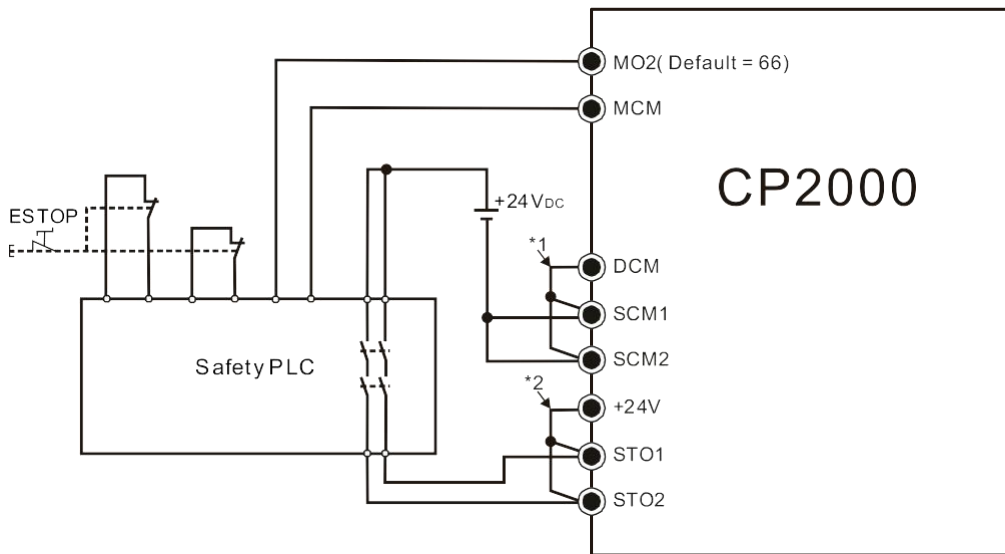 MO2( Default = 66)
MCM
CP2000
ESTOP
+24VDC
*1
DCM
SCM1
SCM2
Safety PLC
*2
+24V
STO1
STO2